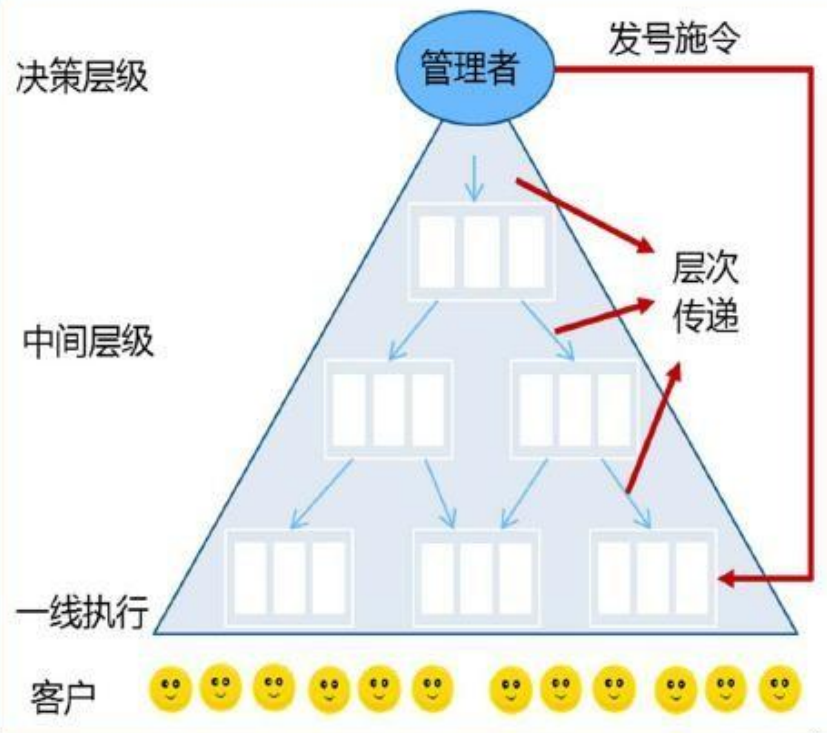 发号施令
管理者
决策层级
层次
传递
中间层级
一线执行
客户